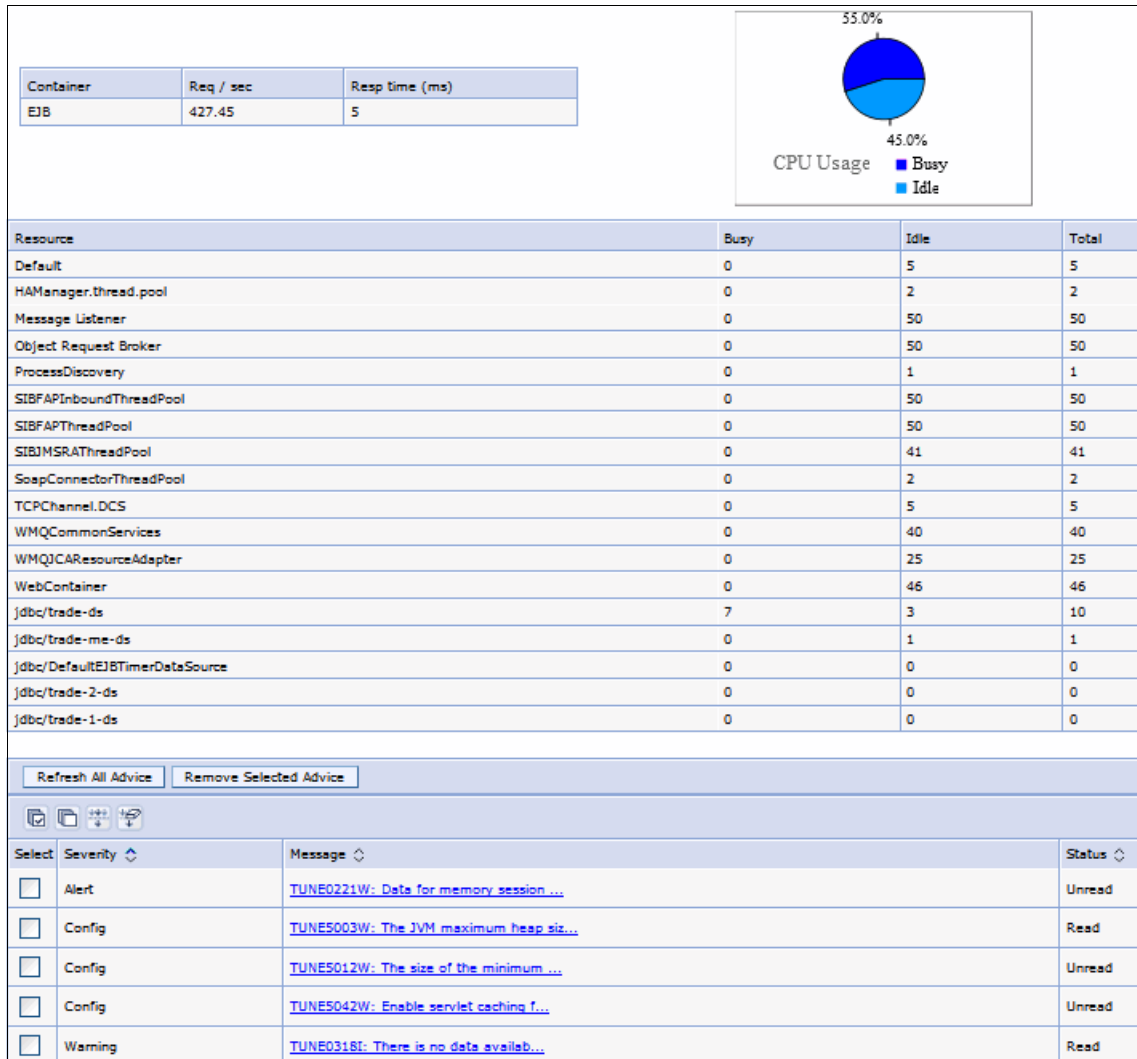 55.0%
Container Req / sec Resp time (ms)
EJB 427.45 5
45.0%
CPU Usage Busy
Idle
Resource Busy Idle Total
Default 0 5 5
HAManager.thread.pool 0 2 2
Message Listener 0 50 50
Object Request Broker 0 50 50
ProcessDiscovery 0 1 1
SIBFAPInboundThreadPool 0 50 50
SIBFAPThreadPool 0 50 50
SIBJMSRAThreadPool 0 41 41
SoapConnectorThreadPool 0 2 2
TCPChannel.DCS 0 5 5
WMQCommonServices 0 40 40
WMQJCAResourceAdapter 0 25 25
WebContainer 0 46 46
jdbc/trade-ds 7 3 10
jdbc/trade-me-ds 0 1 1
jdbc/DefaultEJBTimerDataSource 0 0 0
jdbc/trade-2-ds 0 0 0
jdbc/trade-1-ds 0 0 0
Refresh All Advice Remove Selected Advice
Select Severity Message Status
Alert TUNE0221W: Data for memory session ... Unread
Config TUNE5003W: The JVM maximum heap siz... Read
Config TUNE5012W: The size of the minimum ... Unread
Config TUNE5042W: Enable servlet caching f... Unread
Warning TUNE0318I: There is no data availab... Read